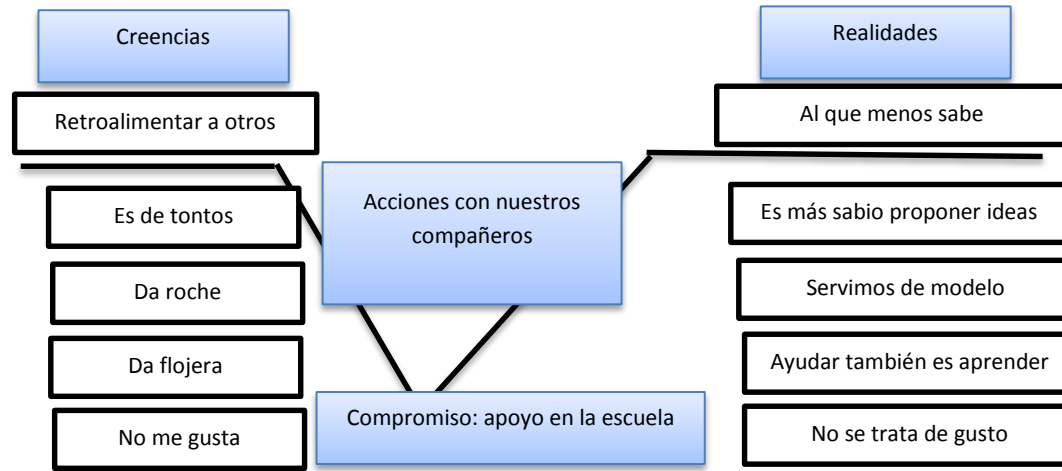 Creencias
Retroalimentar a otros
Es de tontos
Da roche
Da flojera
No me gusta
Acciones con nuestros
compañeros
Compromiso: apoyo en la escuela
Realidades
Al que menos sabe
Es más sabio proponer ideas
Servimos de modelo
Ayudar también es aprender
No se trata de gusto